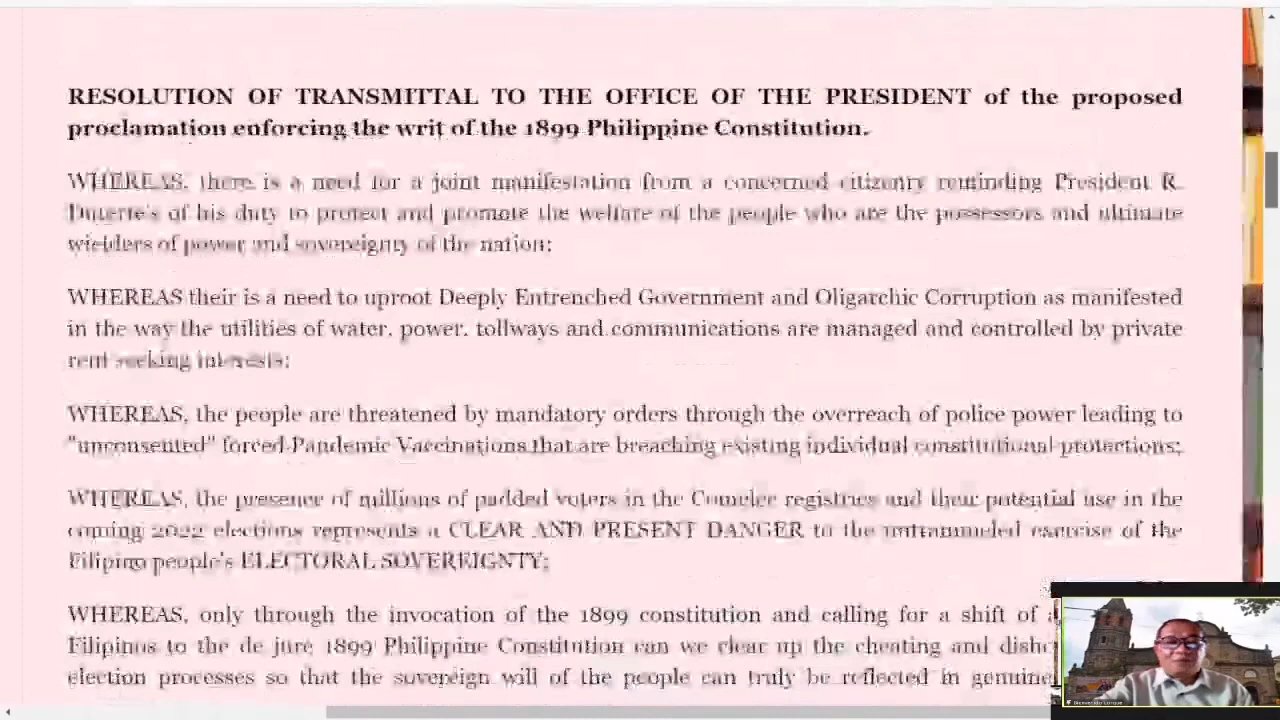 RESOLUTION OF TRANSMITTAL TO THE OFFICE OF THE PRESIDENT of the proposed
proclamation enforcing the writ of the 1899 Philippine Constitution.
WHEREAS, there is a need for a joint manifestation from a concerned citizenry reminding President R.
Duterte's of his duty to protect and promote the welfare of the people who are the possessors and ultimate
wielders of power and sovereignty of the nation;
WHEREAS their is a need to uproot Deeply Entrenched Government and Oligarchic Corruption as manifested
in the way the utilities of water, power, tollways and communications are managed and controlled by private
rent seeking interests;
WHEREAS, the people are threatened by mandatory orders through the overreach of police power leading to
"unconsented" forced Pandemic Vaccinations that are breaching existing individual constitutional protections;
WHEREAS, the presence of millions of padded voters in the Comelec registries and their potential use in the
coming 2022 elections represents a CLEAR AND PRESENT DANGER to the untrammeled exercise of the
Filipino people's ELECTORAL SOVEREIGNTY;
WHEREAS, only through the invocation of the 1899 constitution and calling for a shift of
Filipinos to the de jure 1899 Philippine Constitution can we clear up the cheating and
election processes so that the sovereign will of the people can truly be reflected in